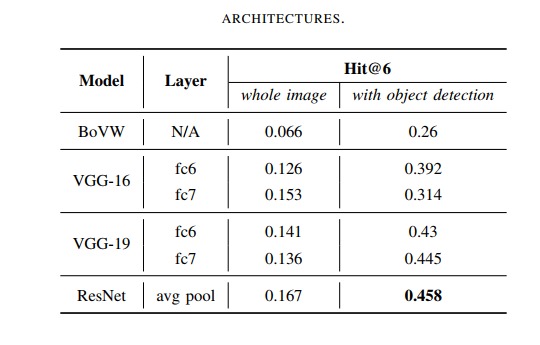 ARCHITECTURES.
Model Layer Hit@6
whole image with object detection
BoVW N/A 0.066 0.26
VGG-16 fc6 0.126 0.392
fc7 0.153 0.314
VGG-19 fc6 0.141 0.43
fc7 0.136 0.445
ResNet avg pool 0.167 0.458